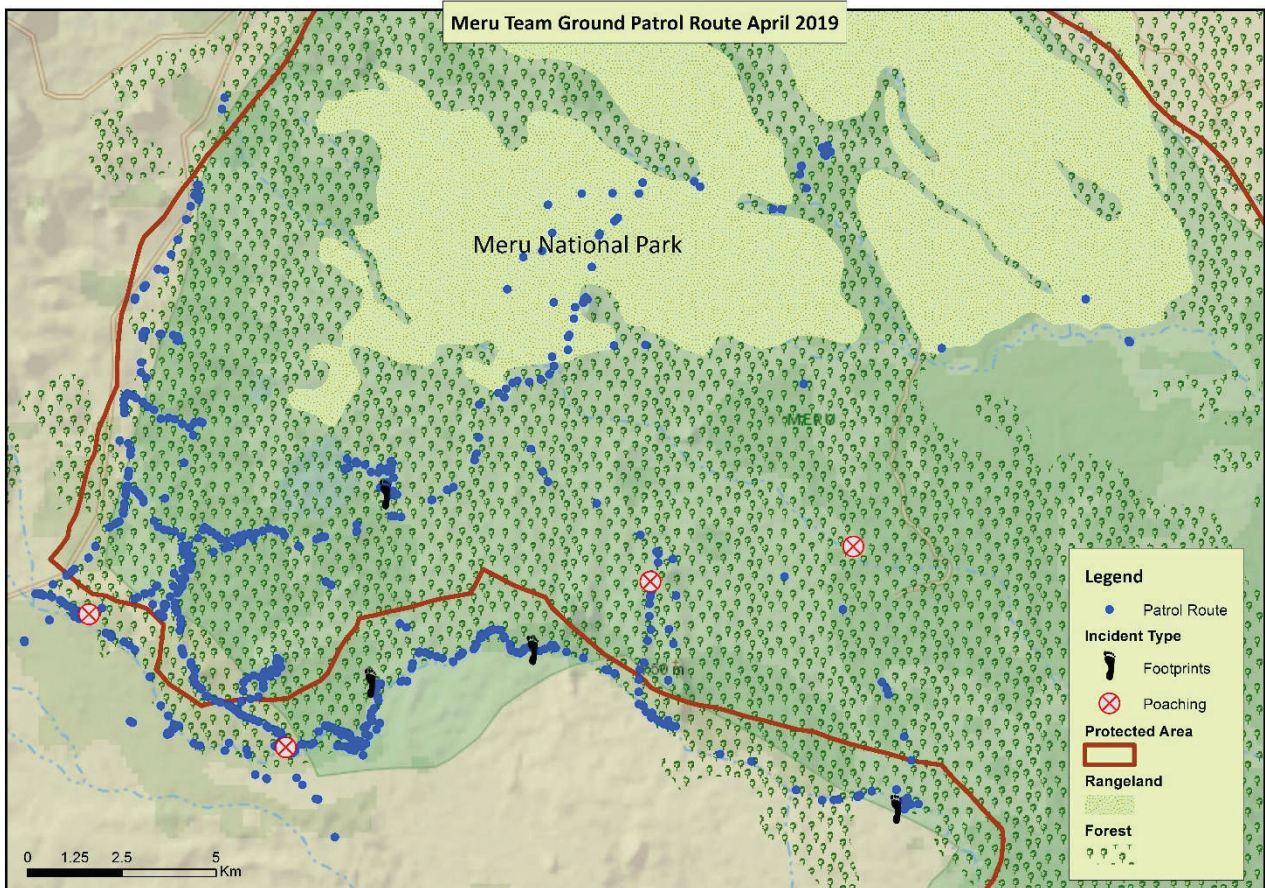 Meru Team Ground Patrol Route April 2019
Meru National Park
MERU
Legend
Patrol Route
Incident Type
Footprints
Poaching
Protected Area
Rangeland
Forest
0 1.25 2.5 5
Km